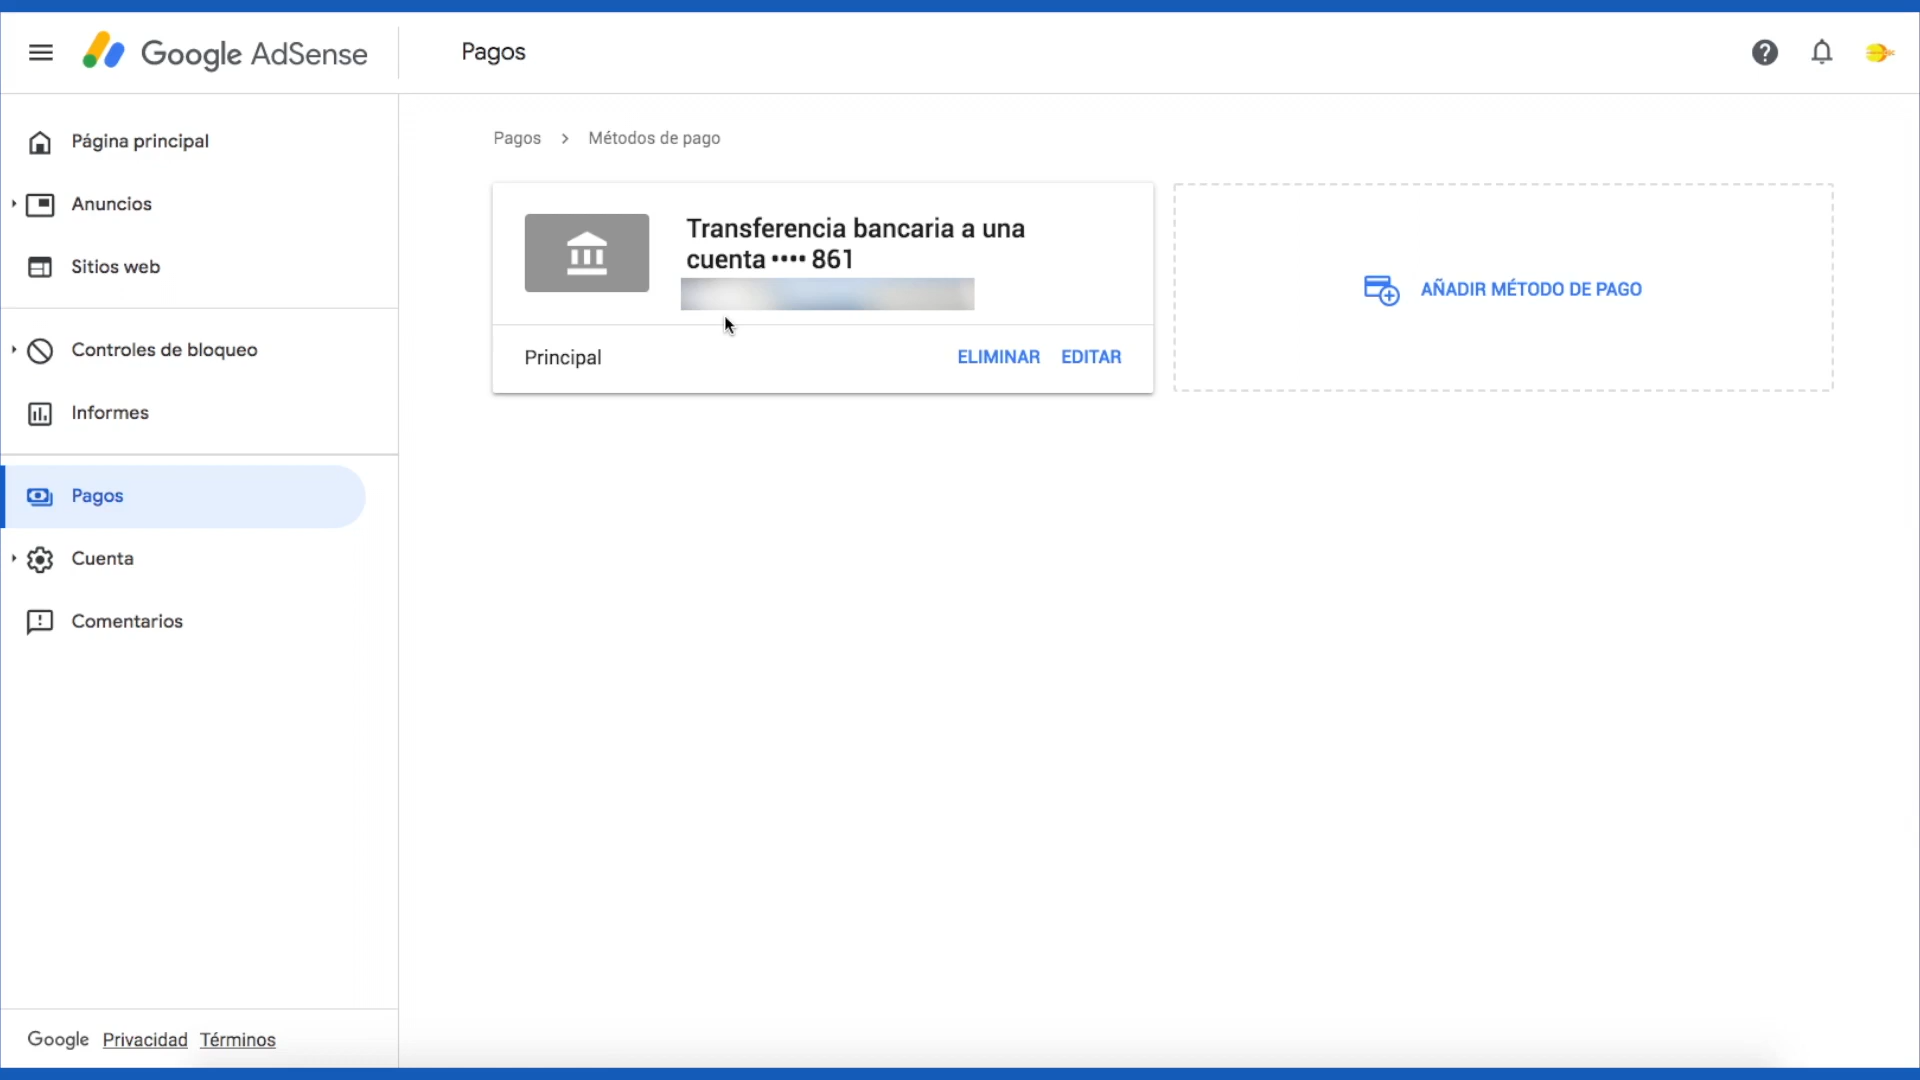 Google AdSense
Pagos
Página principal
Anuncios
Sitios web
Controles de bloqueo
Informes
Pagos
Cuenta
Comentarios
Google Privacidad Términos
Pagos > Métodos de pago
Transferencia bancaria a una
cuenta •••• 861
Principal
ELIMINAR EDITAR
AÑADIR MÉTODO DE PAGO